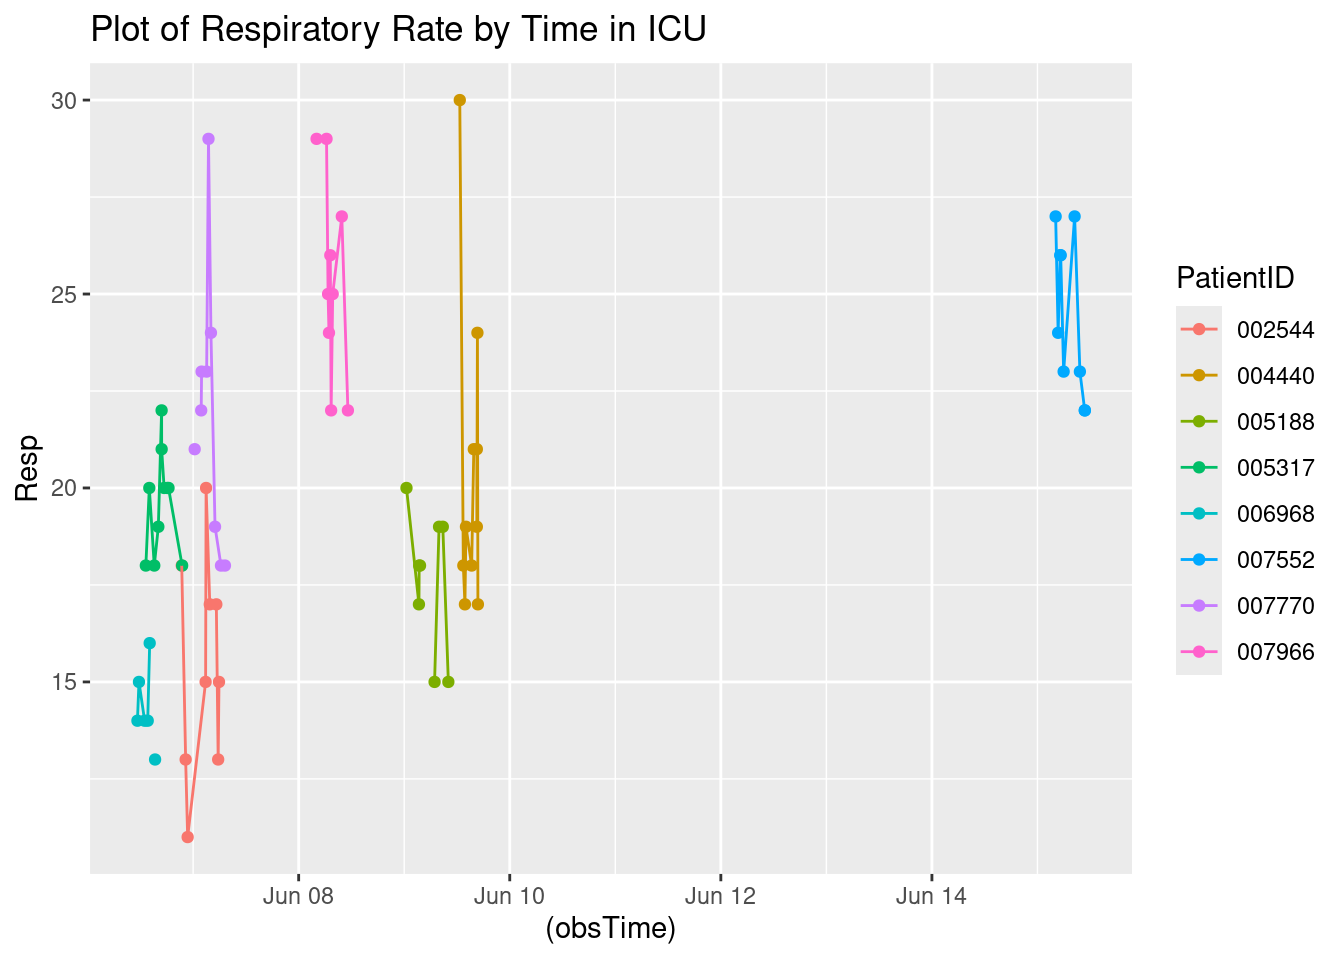 Plot of Respiratory Rate by Time in ICU
30
25
20
15
Resp
Jun 08
Jun 10
Jun 12
Jun 14
(obsTime)
PatientID
002544
004440
005188
005317
006968
007552
007770
007966